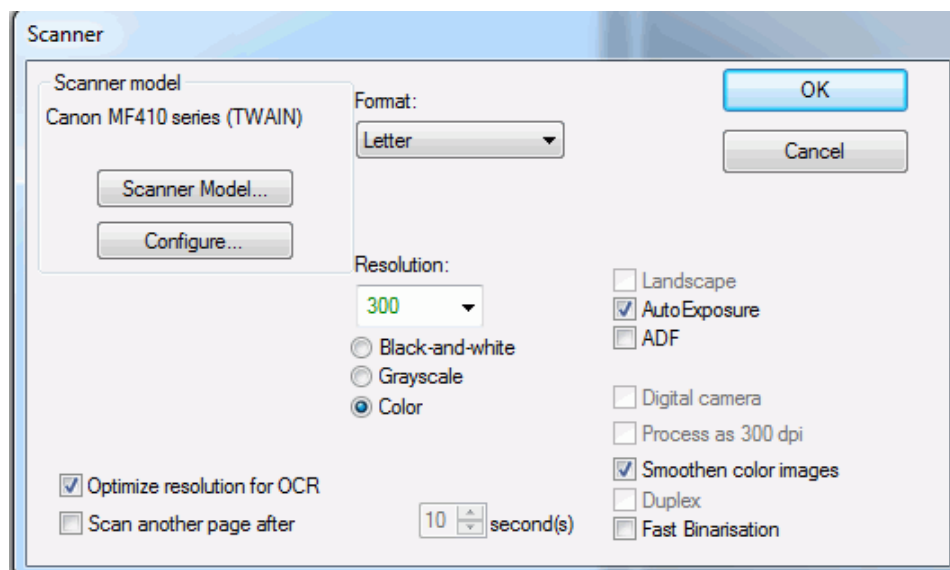 Scanner
Scanner model
Canon MF410 series (TWAIN)
Scanner Model...
Configure...
Format:
Letter
OK
Cancel
Resolution:
300
Black-and-white
Grayscale
Color
Landscape
AutoExposure
ADF
Digital camera
Process as 300 dpi
Smoothen color images
Duplex
Fast Binarisation
Optimize resolution for OCR
Scan another page after 10 second(s)